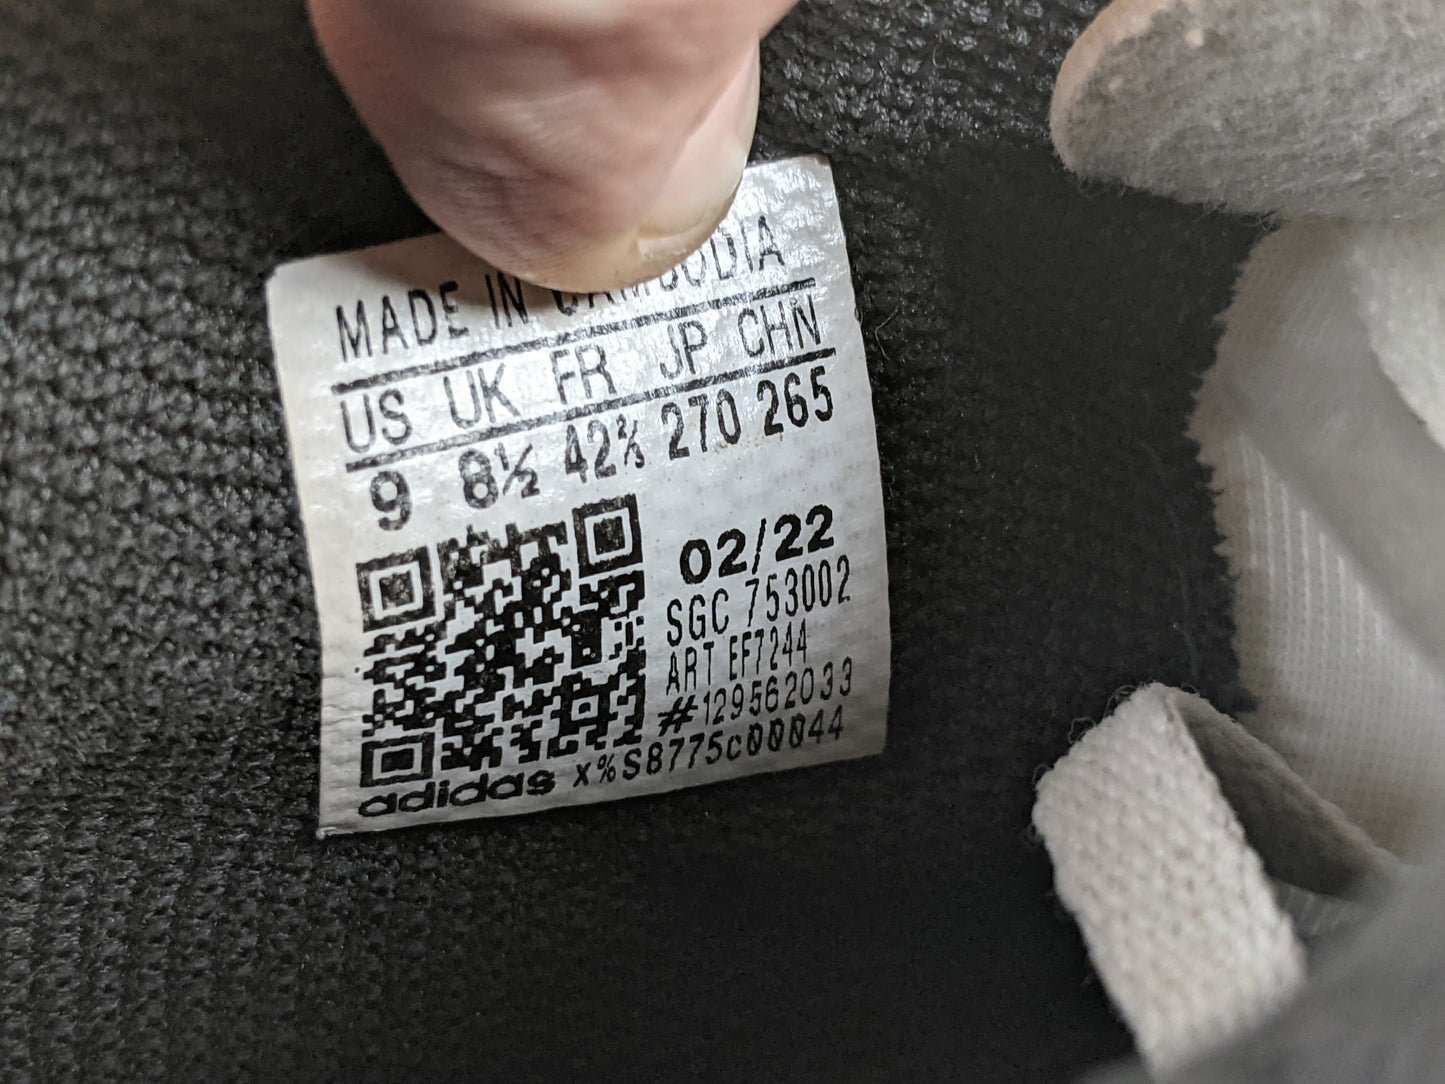 MADE IN CAMBODIA
US UK FR JP CHN
9 8½ 42⅔ 270 265
02/22
SGC 753002
ART EF7244
#129562033
adidas x%S8775c00044